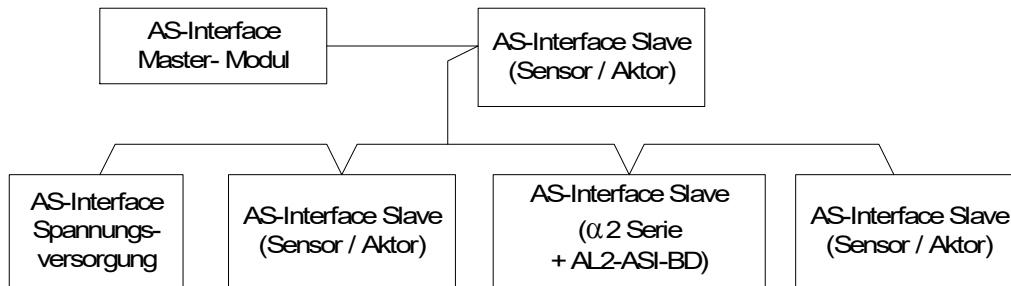 AS-Interface
Master- Modul
AS-Interface Slave
(Sensor / Aktor)
AS-Interface
Spannungs-
versorgung
AS-Interface Slave
(Sensor / Aktor)
AS-Interface Slave
(α2 Serie
+ AL2-ASI-BD)
AS-Interface Slave
(Sensor / Aktor)